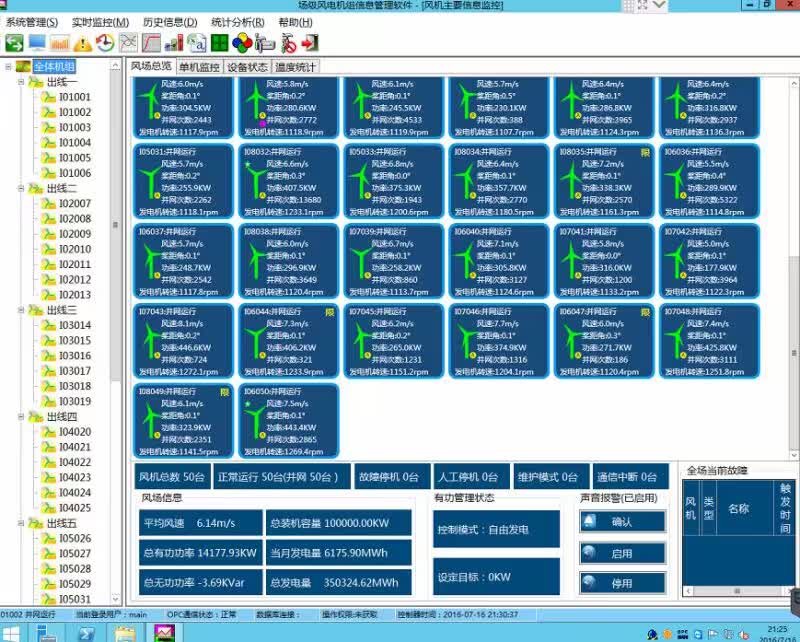 场级风电机组信息管理软件 - [风机主要信息监控]
系统管理(S) 实时监控(M) 历史信息(D) 统计分析(R) 帮助(H)
风场总览 单机监控 设备状态 温度统计
全体机组
出线一
I01001
I01002
I01003
I01004
I01005
I01006
出线二
I02007
I02008
I02009
I02010
I02011
I02012
I02013
出线三
I03014
I03015
I03016
I03017
I03018
I03019
出线四
I04020
I04021
I04022
I04023
I04024
I04025
出线五
I05026
I05027
I05028
I05029
I05031
风速:6.0m/s
桨距角:0.1°
功率:304.5KW
并网次数:2443
发电机转速:1117.9rpm
风速:5.8m/s
桨距角:0.2°
功率:280.6KW
并网次数:2772
发电机转速:1118.9rpm
风速:6.1m/s
桨距角:0.1°
功率:245.5KW
并网次数:4533
发电机转速:1119.9rpm
风速:5.7m/s
桨距角:0.5°
功率:230.1KW
并网次数:388
发电机转速:1107.7rpm
风速:6.4m/s
桨距角:0.1°
功率:286.8KW
并网次数:3965
发电机转速:1124.3rpm
风速:6.4m/s
桨距角:0.2°
功率:316.8KW
并网次数:2937
发电机转速:1136.3rpm
I05031:并网运行
风速:5.7m/s
桨距角:0.2°
功率:255.9KW
并网次数:2262
发电机转速:1118.1rpm
I08032:并网运行
风速:6.6m/s
桨距角:0.3°
功率:407.5KW
并网次数:13680
发电机转速:1233.1rpm
I05033:并网运行
风速:6.8m/s
桨距角:0.0°
功率:375.3KW
并网次数:1943
发电机转速:1200.6rpm
I08034:并网运行
风速:6.4m/s
桨距角:0.1°
功率:357.7KW
并网次数:2770
发电机转速:1180.5rpm
I08035:并网运行 限
风速:7.2m/s
桨距角:0.1°
功率:338.3KW
并网次数:2570
发电机转速:1161.3rpm
I06036:并网运行
风速:5.5m/s
桨距角:0.4°
功率:289.9KW
并网次数:5322
发电机转速:1114.8rpm
I06037:并网运行
风速:5.7m/s
桨距角:0.1°
功率:248.7KW
并网次数:2542
发电机转速:1117.8rpm
I08038:并网运行
风速:6.0m/s
桨距角:0.1°
功率:296.9KW
并网次数:3649
发电机转速:1120.4rpm
I07039:并网运行
风速:6.7m/s
桨距角:0.1°
功率:258.2KW
并网次数:860
发电机转速:1113.7rpm
I06040:并网运行
风速:7.1m/s
桨距角:0.1°
功率:305.8KW
并网次数:3127
发电机转速:1124.6rpm
I07041:并网运行
风速:5.8m/s
桨距角:0.0°
功率:316.0KW
并网次数:1200
发电机转速:1133.2rpm
I07042:并网运行
风速:5.0m/s
桨距角:0.1°
功率:177.9KW
并网次数:3964
发电机转速:1122.3rpm
I07043:并网运行
风速:8.1m/s
桨距角:0.2°
功率:446.6KW
并网次数:724
发电机转速:1272.1rpm
I06044:并网运行 限
风速:7.3m/s
桨距角:0.1°
功率:406.2KW
并网次数:321
发电机转速:1233.9rpm
I07045:并网运行
风速:6.2m/s
桨距角:0.2°
功率:265.0KW
并网次数:1231
发电机转速:1151.2rpm
I07046:并网运行
风速:7.7m/s
桨距角:0.1°
功率:374.9KW
并网次数:1316
发电机转速:1204.1rpm
I06047:并网运行 限
风速:6.0m/s
桨距角:0.3°
功率:271.7KW
并网次数:186
发电机转速:1120.4rpm
I07048:并网运行
风速:7.4m/s
桨距角:0.1°
功率:425.8KW
并网次数:3111
发电机转速:1251.8rpm
I08049:并网运行 限
风速:6.1m/s
桨距角:0.1°
功率:323.9KW
并网次数:2351
发电机转速:1141.5rpm
I06050:并网运行
风速:7.5m/s
桨距角:0.1°
功率:443.4KW
并网次数:2865
发电机转速:1269.4rpm
风机总数 50台 正常运行 50台(并网 50台) 故障停机 0台 人工停机 0台 维护模式 0台 通信中断 0台
风场信息
平均风速 6.14m/s 总装机容量 100000.00KW
总有功功率 14177.93KW 当月发电量 6175.90MWh
总无功功率 -3.69KVar 总发电量 350324.62MWh
有功管理状态
控制模式：自由发电
设定目标：0KW
声音报警(已启用)
确认
启用
停用
全场当前故障
风机 类型 名称 触发时间
01002 并网运行 当前登录用户：main OPC通信状态：正常 数据库连接： 操作权限:未获取 控制器时间：2016-07-16 21:30:37
21:25